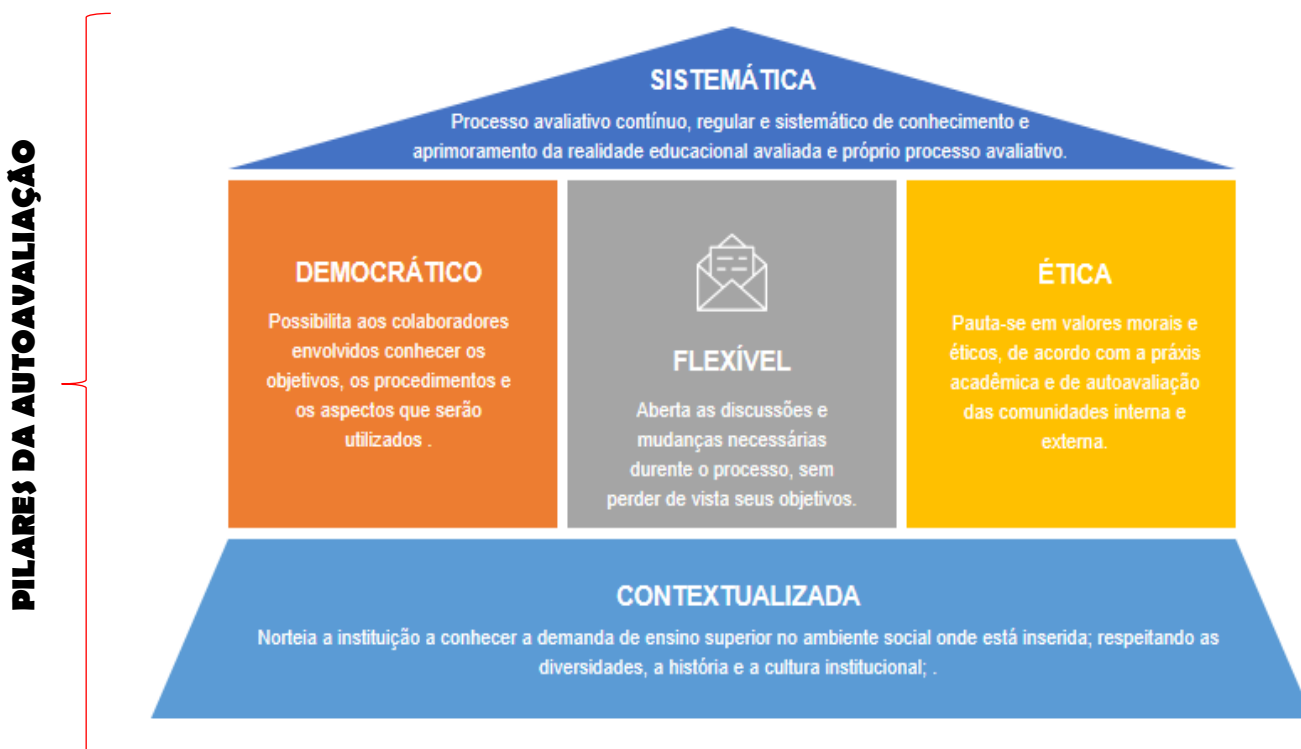 PILARES DA AUTOAVALIAÇÃO
SISTEMÁTICA
Processo avaliativo contínuo, regular e sistemático de conhecimento e
aprimoramento da realidade educacional avaliada e próprio processo avaliativo.
DEMOCRÁTICO
Possibilita aos colaboradores
envolvidos conhecer os
objetivos, os procedimentos e
os aspectos que serão
utilizados .
FLEXÍVEL
Aberta as discussões e
mudanças necessárias
durente o processo, sem
perder de vista seus objetivos.
ÉTICA
Pauta-se em valores morais e
éticos, de acordo com a práxis
acadêmica e de autoavaliação
das comunidades interna e
externa.
CONTEXTUALIZADA
Norteia a instituição a conhecer a demanda de ensino superior no ambiente social onde está inserida; respeitando as
diversidades, a história e a cultura institucional; .